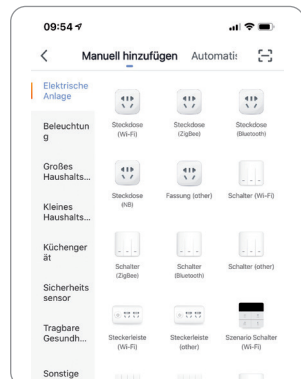 09:54
Manuell hinzufügen Automatis
Elektrische
Anlage
Beleuchtun
g
Großes
Haushalts...
Kleines
Haushalts...
Küchenger
ät
Sicherheits
sensor
Tragbare
Gesundh...
Sonstige
Steckdose
(Wi-Fi)
Steckdose
(ZigBee)
Steckdose
(Bluetooth)
Steckdose
(NB)
Fassung (other)
Schalter (Wi-Fi)
Schalter
(ZigBee)
Schalter
(Bluetooth)
Schalter (other)
Steckerleiste
(Wi-Fi)
Steckerleiste
(other)
Szenario Schalter
(Wi-Fi)